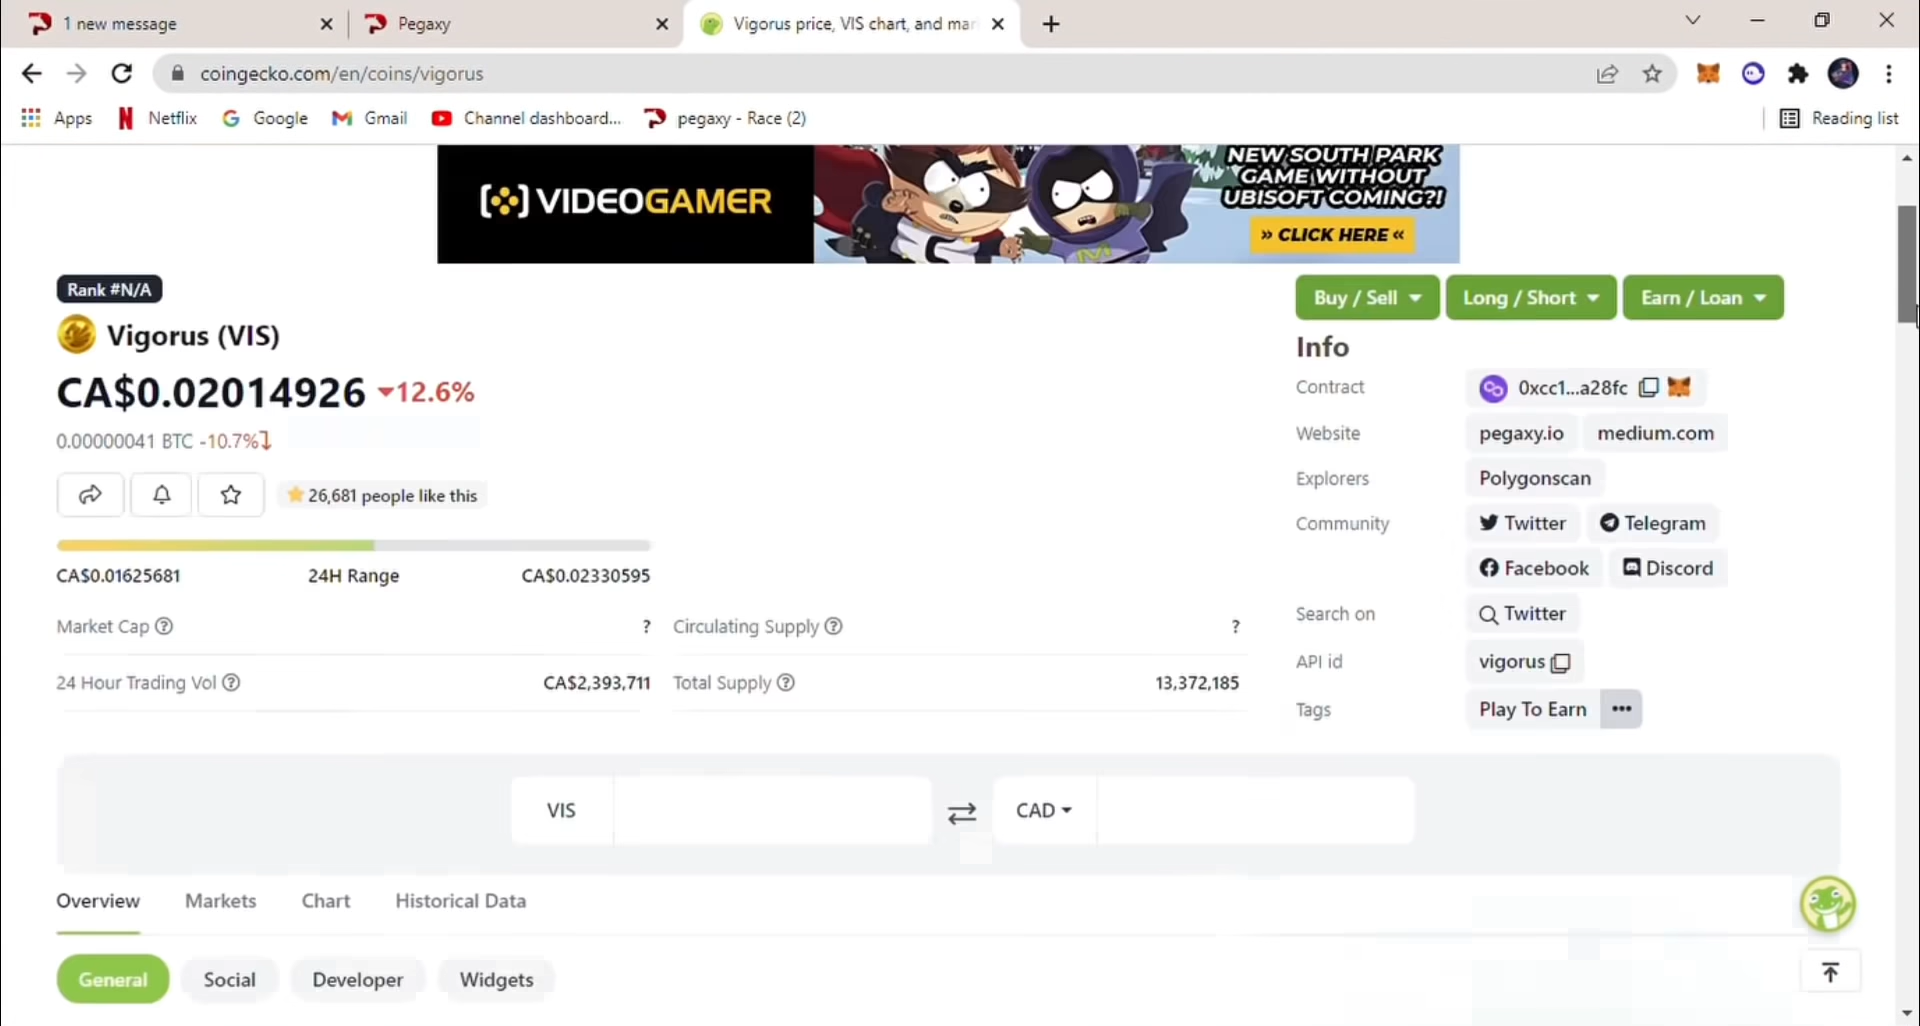 1 new message
Pegaxy
Vigorus price, VIS chart, and mar
coingecko.com/en/coins/vigorus
Apps
Netflix
Google
Gmail
Channel dashboard...
pegaxy - Race (2)
Reading list
VIDEOGAMER
NEW SOUTH PARK
GAME WITHOUT
UBISOFT COMING?!
» CLICK HERE «
Rank #N/A
Vigorus (VIS)
CA$0.02014926 12.6%
0.00000041 BTC -10.7%
26,681 people like this
CA$0.01625681 24H Range CA$0.02330595
Market Cap ? ?
Circulating Supply ? ?
24 Hour Trading Vol ? CA$2,393,711
Total Supply ? 13,372,185
Buy / Sell
Long / Short
Earn / Loan
Info
Contract 0xcc1...a28fc
Website pegaxy.io medium.com
Explorers Polygonscan
Community Twitter Telegram
Facebook Discord
Search on Twitter
API id vigorus
Tags Play To Earn •••
VIS
CAD
Overview Markets Chart Historical Data
General Social Developer Widgets